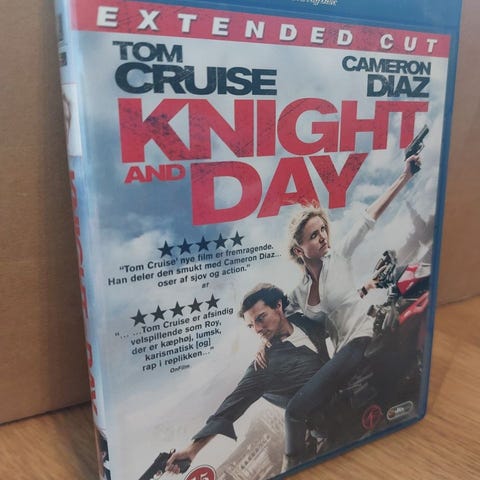 EXTENDED CUT
TOM CRUISE
CAMERON DIAZ
KNIGHT
AND DAY
"Tom Cruise' nye film er fremragende.
Han deler den smukt med Cameron Diaz...
oser af sjov og action."
"... ...Tom Cruise er afsindig
velspillende som Roy,
der er kæphøj, lumsk,
karismatisk [og]
rap i replikken..."
OnFilm
15
dts